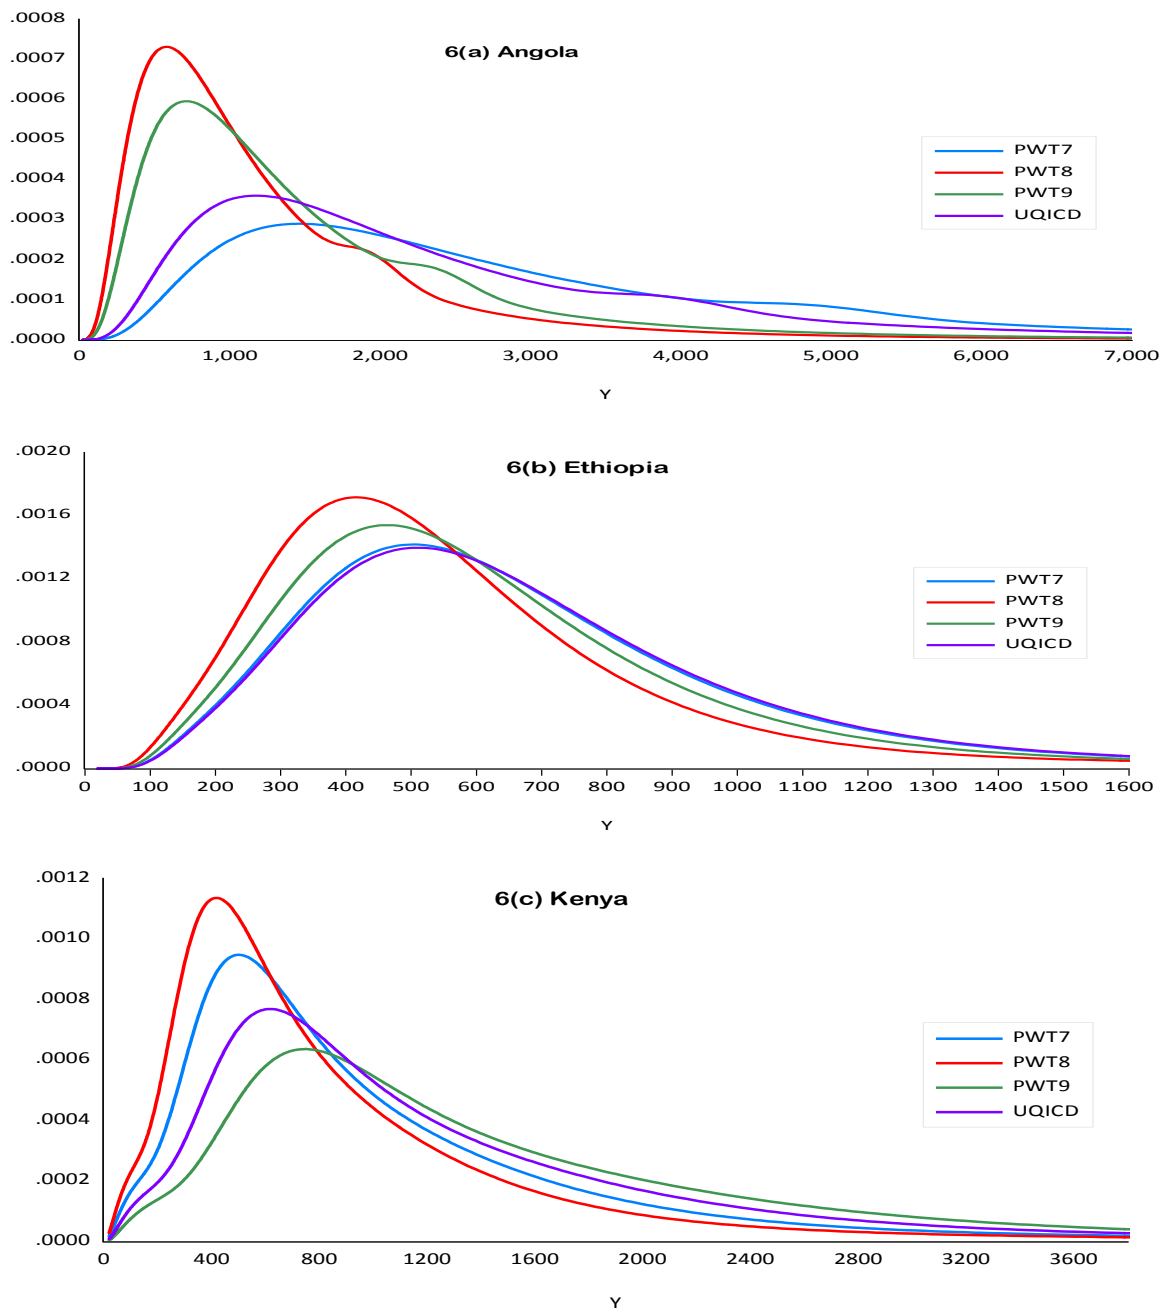 6(a) Angola
.0008
.0007
.0006
.0005
.0004
.0003
.0002
.0001
.0000
PWT7
PWT8
PWT9
UQICD
0 1,000 2,000 3,000 4,000 5,000 6,000 7,000
Y
6(b) Ethiopia
.0020
.0016
.0012
.0008
.0004
.0000
PWT7
PWT8
PWT9
UQICD
0 100 200 300 400 500 600 700 800 900 1000 1100 1200 1300 1400 1500 1600
Y
6(c) Kenya
.0012
.0010
.0008
.0006
.0004
.0002
.0000
PWT7
PWT8
PWT9
UQICD
0 400 800 1200 1600 2000 2400 2800 3200 3600
Y